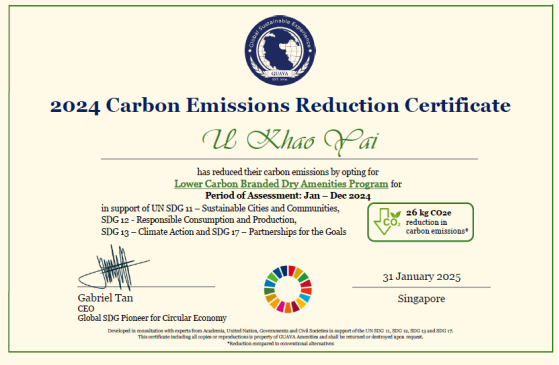 Global Sustainable Experience
GUAVA
2024 Carbon Emissions Reduction Certificate
U Khao Yai
has reduced their carbon emissions by opting for
Lower Carbon Branded Dry Amenities Program for
Period of Assessment: Jan – Dec 2024
in support of UN SDG 11 – Sustainable Cities and Communities,
SDG 12 - Responsible Consumption and Production,
SDG 13 – Climate Action and SDG 17 – Partnerships for the Goals
CO₂
26 kg CO2e
reduction in
carbon emissions*
Gabriel Tan
CEO
Global SDG Pioneer for Circular Economy
31 January 2025
Singapore
Developed in consultation with experts from Academia, United Nation, Governments and Civil Societies in support of the UN SDG 11, SDG 12, SDG 13 and SDG 17.
This certificate including all copies or reproductions is property of GUAVA Amenities and shall be returned or destroyed upon request.
*Reduction compared to conventional alternatives